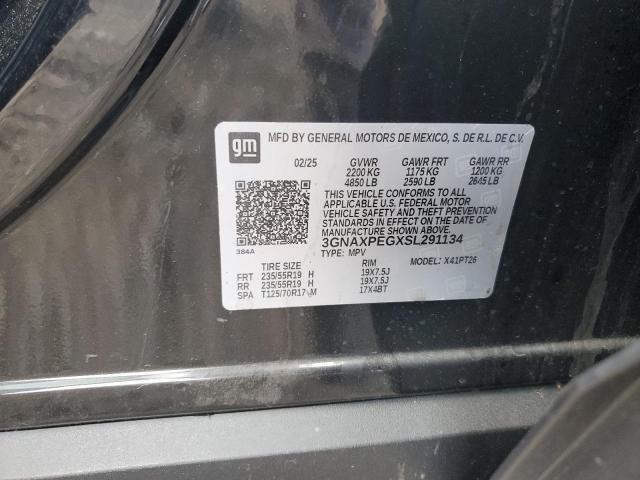 gm MFD BY GENERAL MOTORS DE MEXICO, S. DE R.L. DE C.V.
02/25 GVWR GAWR FRT GAWR RR
2200 KG 1175 KG 1200 KG
4850 LB 2590 LB 2645 LB
THIS VEHICLE CONFORMS TO ALL
APPLICABLE U.S. FEDERAL MOTOR
VEHICLE SAFETY AND THEFT PREVENTION
STANDARDS IN EFFECT ON THE DATE OF
MANUFACTURE SHOWN ABOVE.
3GNAXPEGXSL291134
384A
TYPE: MPV MODEL: X41PT26
TIRE SIZE RIM
FRT 235/55R19 H 19X7.5J
RR 235/55R19 H 19X7.5J
SPA T125/70R17 M 17X4BT